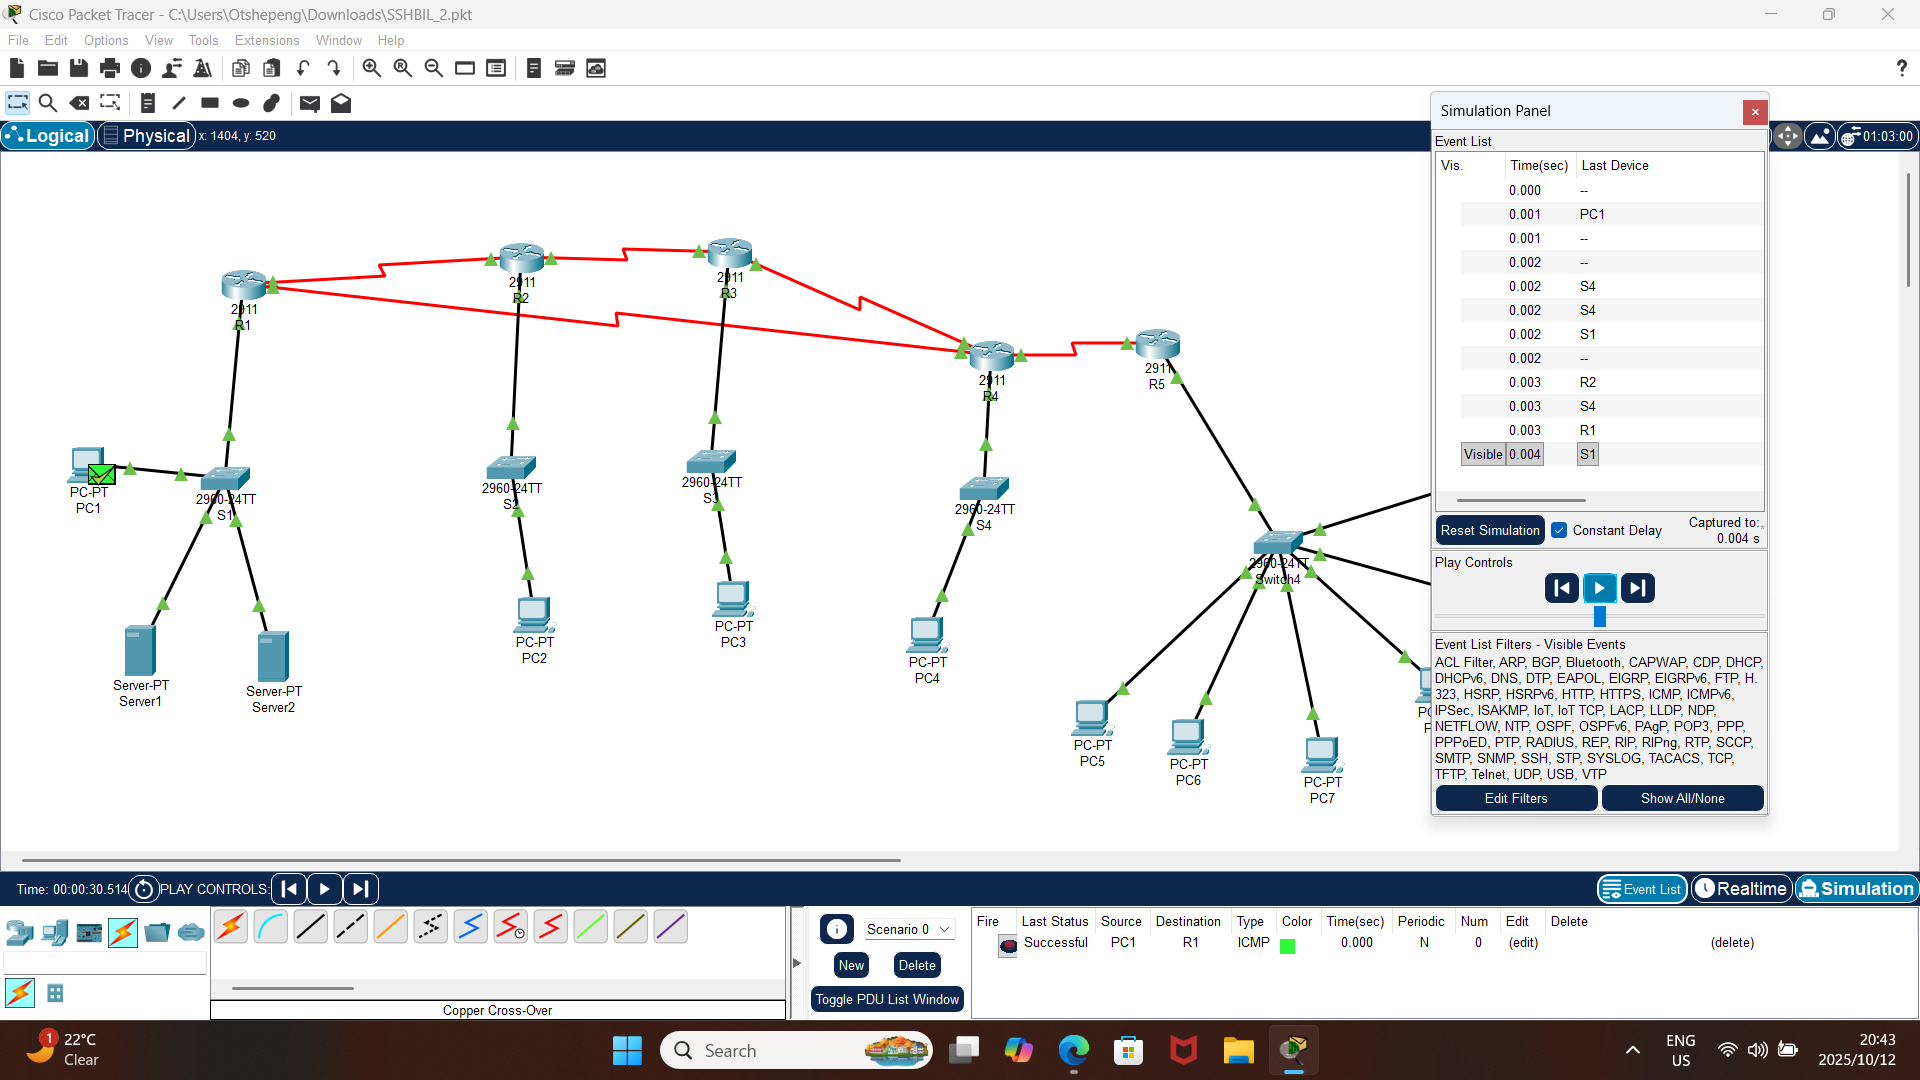 Cisco Packet Tracer - C:\Users\Otshepeng\Downloads\SSHBIL_2.pkt
File Edit Options View Tools Extensions Window Help
?
Logical Physical x: 1404, y: 520
01:03:00
2911
R1
2911
R2
2911
R3
2911
R4
2911
R5
PC-PT
PC1
2960-24TT
S1
2960-24TT
S2
2960-24TT
S3
2960-24TT
S4
2960-24TT
Switch4
Server-PT
Server1
Server-PT
Server2
PC-PT
PC2
PC-PT
PC3
PC-PT
PC4
PC-PT
PC5
PC-PT
PC6
PC-PT
PC7
Simulation Panel
Event List
Vis. Time(sec) Last Device
0.000 --
0.001 PC1
0.001 --
0.002 --
0.002 S4
0.002 S4
0.002 S1
0.002 --
0.003 R2
0.003 S4
0.003 R1
Visible 0.004 S1
Reset Simulation Constant Delay Captured to:
0.004 s
Play Controls
Event List Filters - Visible Events
ACL Filter, ARP, BGP, Bluetooth, CAPWAP, CDP, DHCP,
DHCPv6, DNS, DTP, EAPOL, EIGRP, EIGRPv6, FTP, H.
323, HSRP, HSRPv6, HTTP, HTTPS, ICMP, ICMPv6,
IPSec, ISAKMP, IoT, IoT TCP, LACP, LLDP, NDP,
NETFLOW, NTP, OSPF, OSPFv6, PAgP, POP3, PPP,
PPPoED, PTP, RADIUS, REP, RIP, RIPng, RTP, SCCP,
SMTP, SNMP, SSH, STP, SYSLOG, TACACS, TCP,
TFTP, Telnet, UDP, USB, VTP
Edit Filters Show All/None
Time: 00:00:30.514 PLAY CONTROLS:
Event List Realtime Simulation
Copper Cross-Over
Scenario 0
New Delete
Toggle PDU List Window
Fire Last Status Source Destination Type Color Time(sec) Periodic Num Edit Delete
Successful PC1 R1 ICMP 0.000 N 0 (edit) (delete)
1
22°C
Clear
Search
ENG
US
20:43
2025/10/12